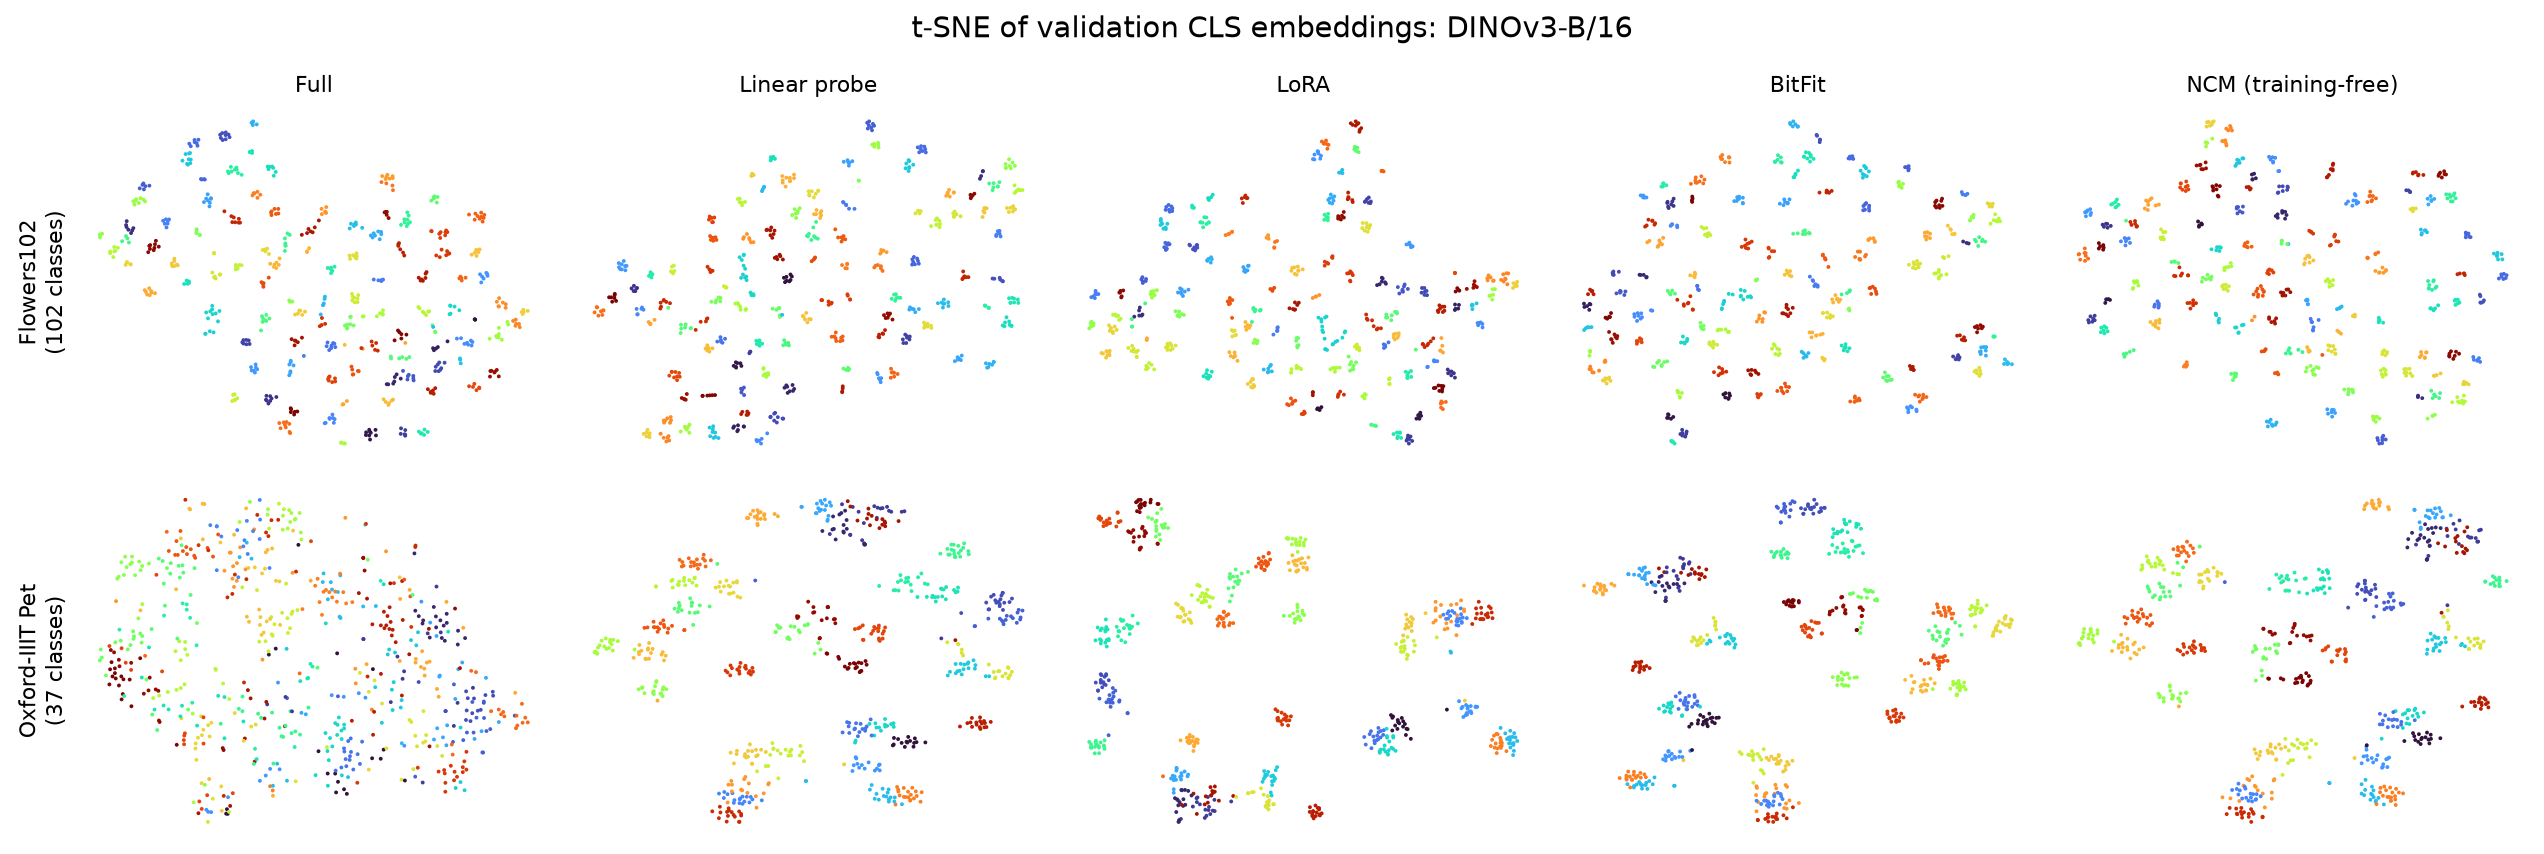 t-SNE of validation CLS embeddings: DINOv3-B/16
Full
Linear probe
LoRA
BitFit
NCM (training-free)
Flowers102
(102 classes)
Oxford-IIIT Pet
(37 classes)